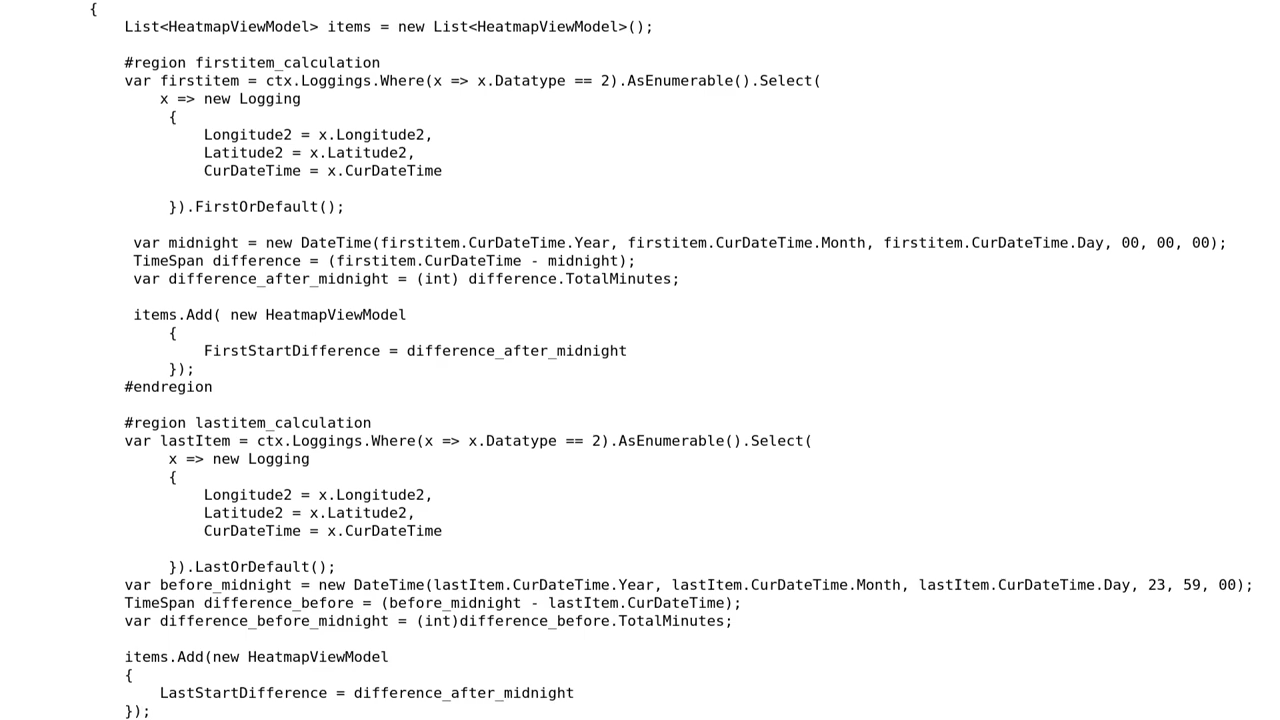 {
List<HeatmapViewModel> items = new List<HeatmapViewModel>();
#region firstitem_calculation
var firstitem = ctx.Loggings.Where(x => x.Datatype == 2).AsEnumerable().Select(
x => new Logging
{
Longitude2 = x.Longitude2,
Latitude2 = x.Latitude2,
CurDateTime = x.CurDateTime
}).FirstOrDefault();
var midnight = new DateTime(firstitem.CurDateTime.Year, firstitem.CurDateTime.Month, firstitem.CurDateTime.Day, 00, 00, 00);
TimeSpan difference = (firstitem.CurDateTime - midnight);
var difference_after_midnight = (int) difference.TotalMinutes;
items.Add( new HeatmapViewModel
{
FirstStartDifference = difference_after_midnight
});
#endregion
#region lastitem_calculation
var lastItem = ctx.Loggings.Where(x => x.Datatype == 2).AsEnumerable().Select(
x => new Logging
{
Longitude2 = x.Longitude2,
Latitude2 = x.Latitude2,
CurDateTime = x.CurDateTime
}).LastOrDefault();
var before_midnight = new DateTime(lastItem.CurDateTime.Year, lastItem.CurDateTime.Month, lastItem.CurDateTime.Day, 23, 59, 00);
TimeSpan difference_before = (before_midnight - lastItem.CurDateTime);
var difference_before_midnight = (int)difference_before.TotalMinutes;
items.Add(new HeatmapViewModel
{
LastStartDifference = difference_after_midnight
});